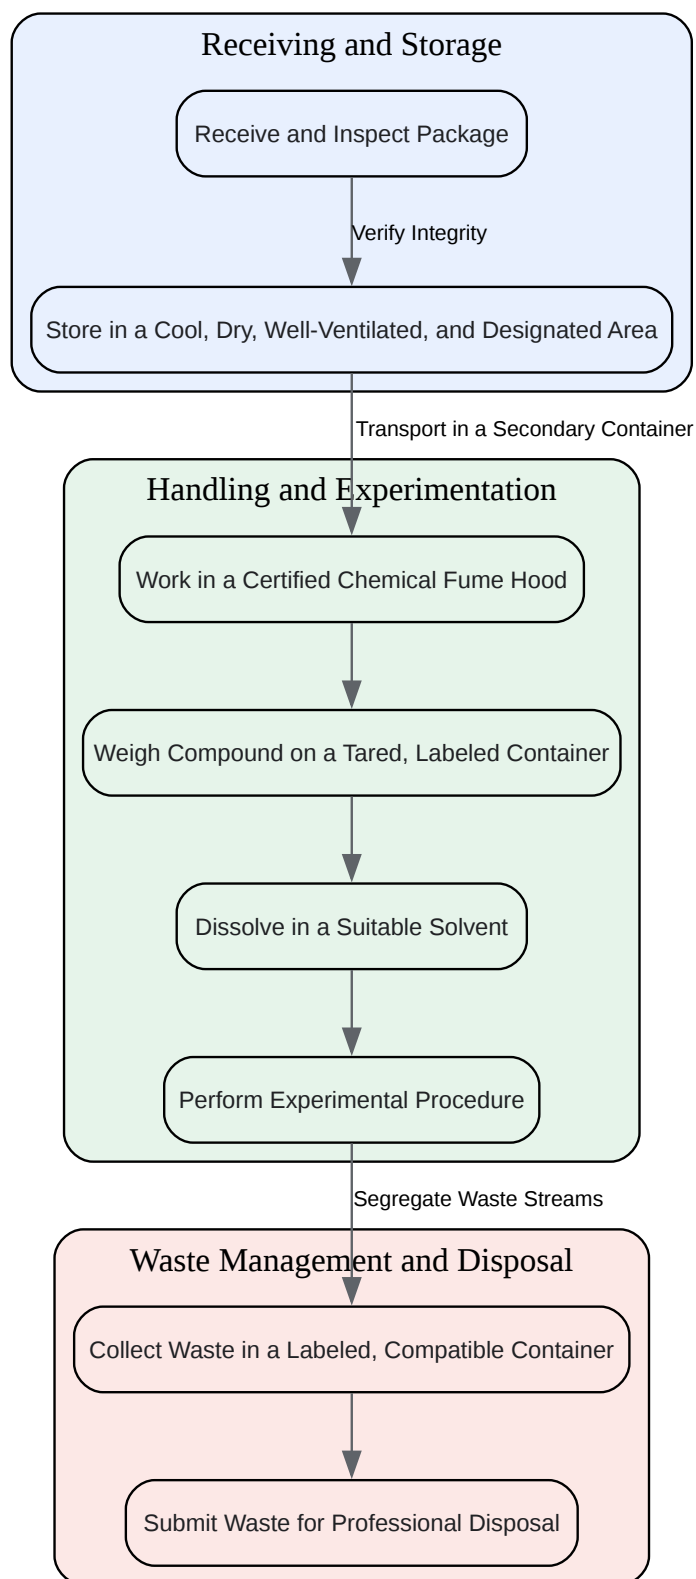 Receiving and Storage
Receive and Inspect Package
Verify Integrity
Store in a Cool, Dry, Well-Ventilated, and Designated Area
Transport in a Secondary Container
Handling and Experimentation
Work in a Certified Chemical Fume Hood
Weigh Compound on a Tared, Labeled Container
Dissolve in a Suitable Solvent
Perform Experimental Procedure
Segregate Waste Streams
Waste Management and Disposal
Collect Waste in a Labeled, Compatible Container
Submit Waste for Professional Disposal